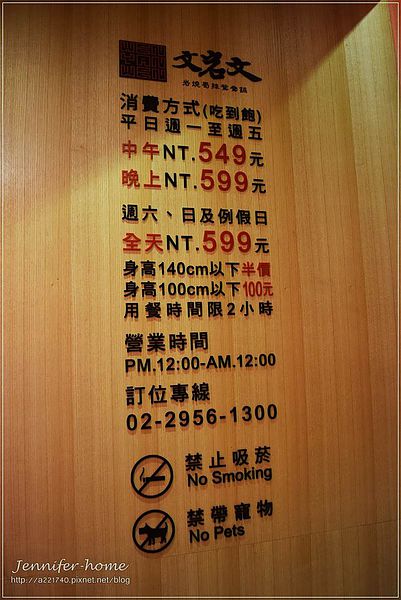 文岩文
消費方式(吃到飽)
平日週一至週五
中午NT.549元
晚上NT.599元
週六、日及例假日
全天NT.599元
身高140cm以下半價
身高100cm以下100元
用餐時間限2小時
營業時間
PM.12:00-AM.12:00
訂位專線
02-2956-1300
禁止吸菸
No Smoking
禁帶寵物
No Pets
Jennifer-home
http://a221740.pixnet.net/blog